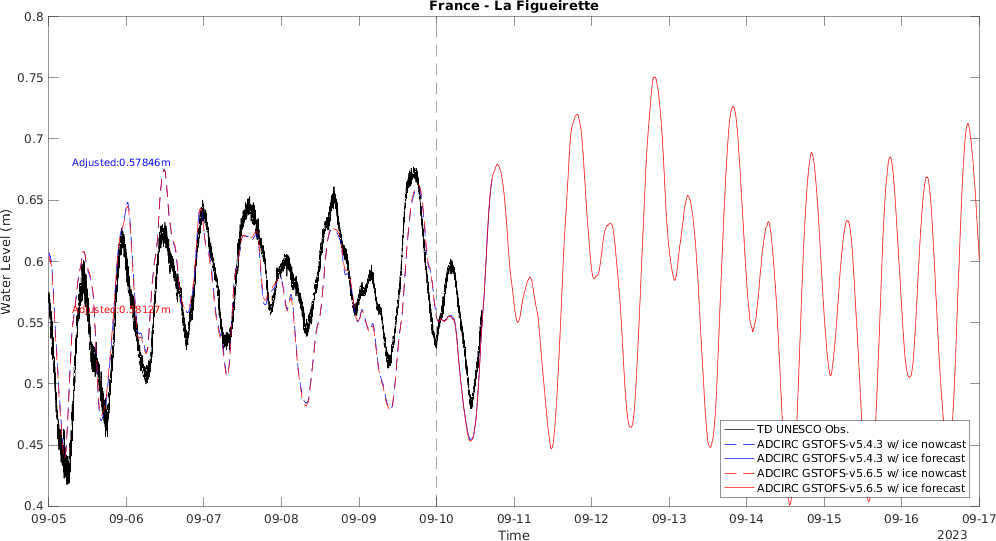 France - La Figueirette
0.8
0.75
0.7
0.65
0.6
0.55
0.5
0.45
0.4
Water Level (m)
Adjusted:0.57846m
Adjusted:0.58127m
TD UNESCO Obs.
ADCIRC GSTOFS-v5.4.3 w/ ice nowcast
ADCIRC GSTOFS-v5.4.3 w/ ice forecast
ADCIRC GSTOFS-v5.6.5 w/ ice nowcast
ADCIRC GSTOFS-v5.6.5 w/ ice forecast
09-05 09-06 09-07 09-08 09-09 09-10 09-11 09-12 09-13 09-14 09-15 09-16 09-17
Time
2023